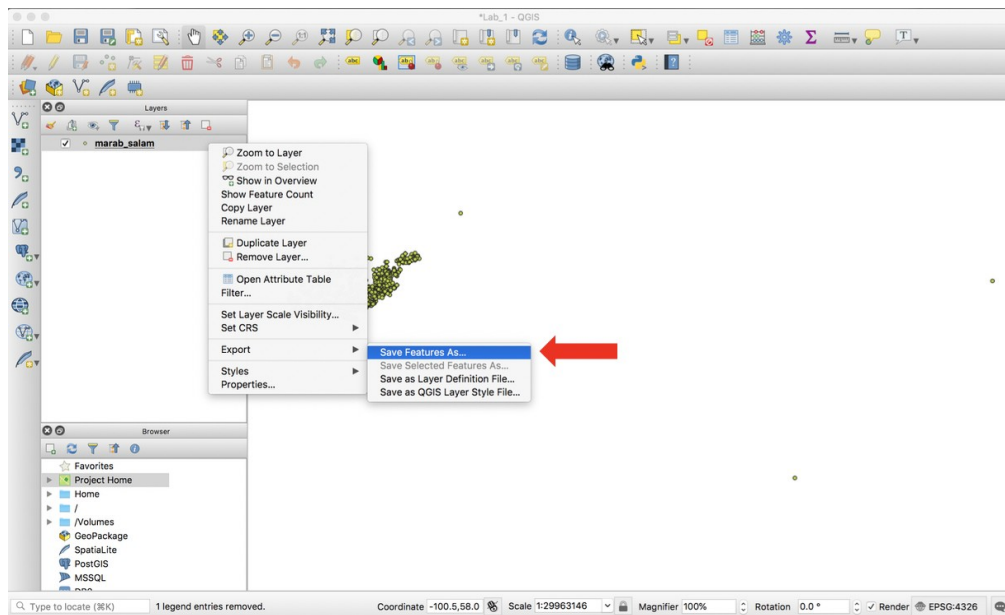 *Lab_1 - QGIS
Layers
marab_salam
Zoom to Layer
Zoom to Selection
Show in Overview
Show Feature Count
Copy Layer
Rename Layer
Duplicate Layer
Remove Layer...
Open Attribute Table
Filter...
Set Layer Scale Visibility...
Set CRS
Export
Styles
Properties...
Save Features As...
Save Selected Features As...
Save as Layer Definition File...
Save as QGIS Layer Style File...
Browser
Favorites
Project Home
Home
/
/Volumes
GeoPackage
SpatiaLite
PostGIS
MSSQL
Type to locate (⌘K) 1 legend entries removed. Coordinate -100.5,58.0 Scale 1:29963146 Magnifier 100% Rotation 0.0 ° Render EPSG:4326